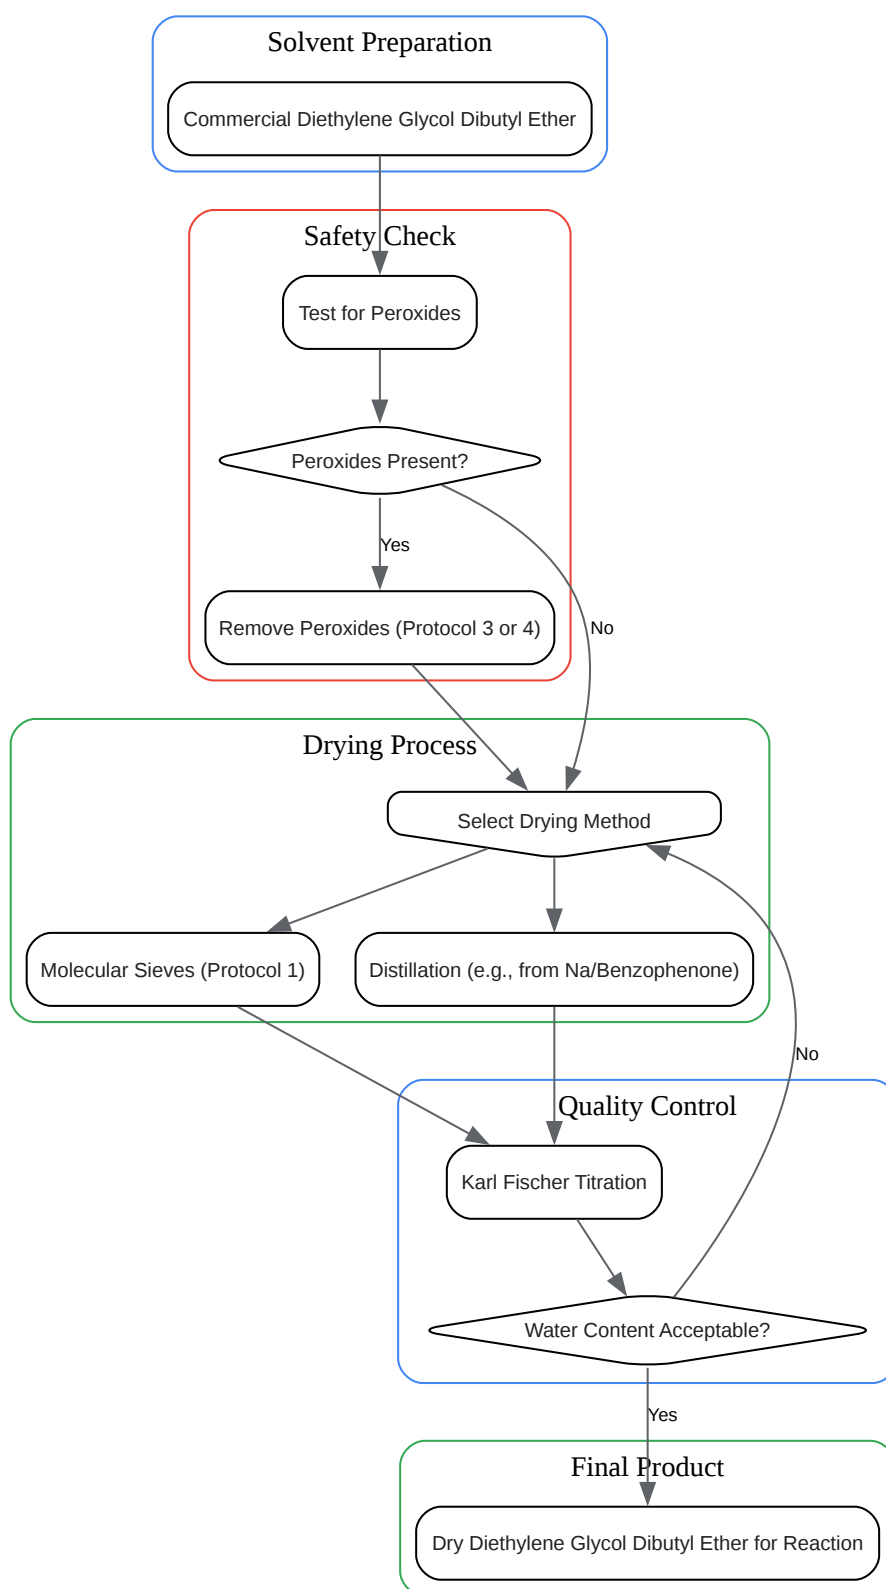 Solvent Preparation
Commercial Diethylene Glycol Dibutyl Ether
Safety Check
Test for Peroxides
Peroxides Present?
Yes
No
Remove Peroxides (Protocol 3 or 4)
Drying Process
Select Drying Method
Molecular Sieves (Protocol 1)
Distillation (e.g., from Na/Benzophenone)
No
Quality Control
Karl Fischer Titration
Water Content Acceptable?
Yes
Final Product
Dry Diethylene Glycol Dibutyl Ether for Reaction